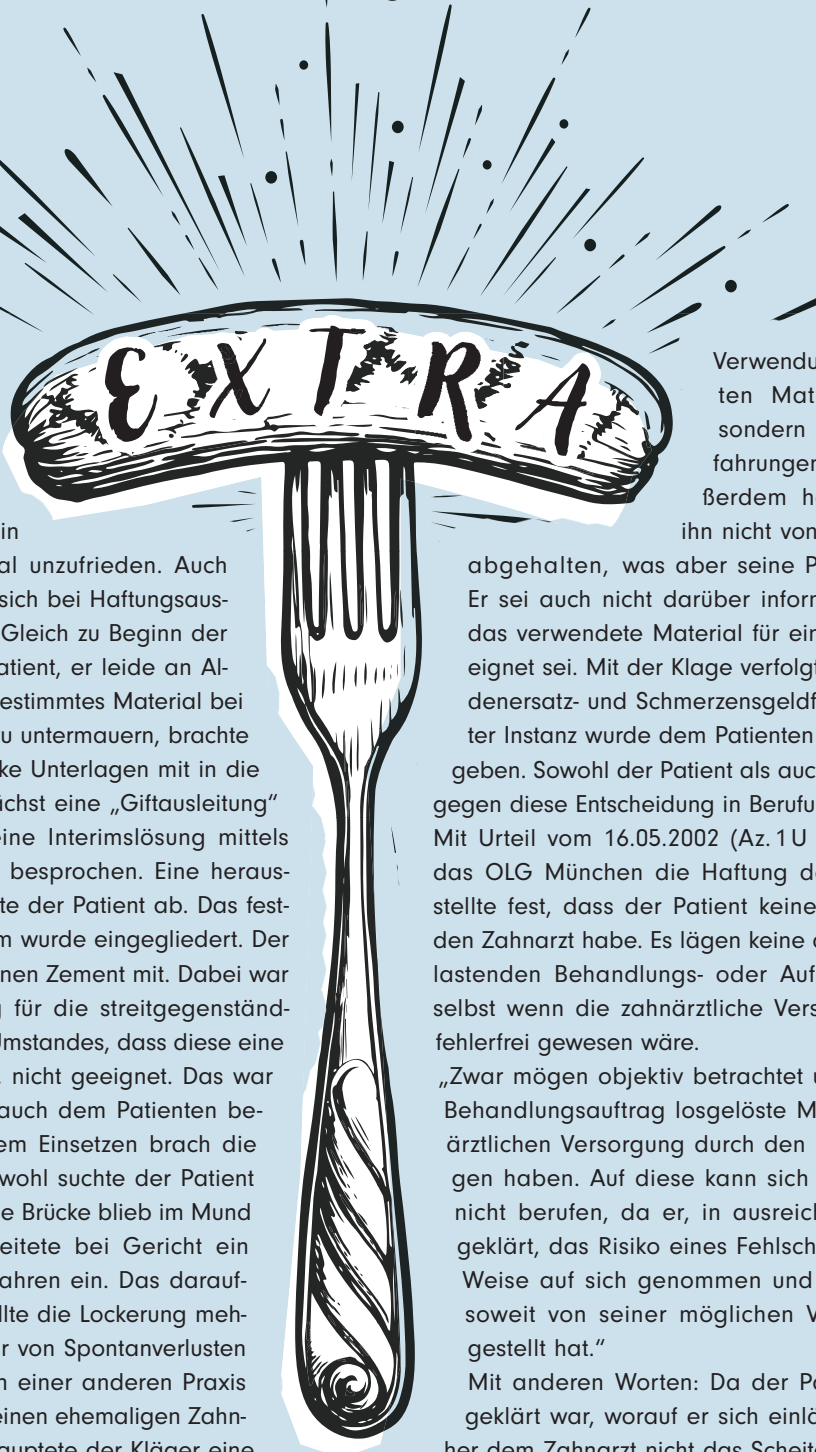 EXTRA
in
al unzufrieden. Auch
sich bei Haftungsaus-
Gleich zu Beginn der
atient, er leide an Al-
estimmtes Material bei
u untermauern, brachte
ke Unterlagen mit in die
ächst eine „Giftausleitung“
eine Interimslösung mittels
besprochen. Eine heraus-
te der Patient ab. Das fest-
m wurde eingegliedert. Der
nen Zement mit. Dabei war
g für die streitgegenständ-
Umstandes, dass diese eine
nicht geeignet. Das war
auch dem Patienten be-
em Einsetzen brach die
wohl suchte der Patient
e Brücke blieb im Mund
eitete bei Gericht ein
ahren ein. Das darauf-
llte die Lockerung meh-
r von Spontanverlusten
n einer anderen Praxis
einen ehemaligen Zahn-
auptete der Kläger eine
Verwendu
ten Mat
sondern
fahrungen
ßerdem h
ihn nicht von
abgehalten, was aber seine P
Er sei auch nicht darüber inforn
das verwendete Material für ein
eignet sei. Mit der Klage verfolgt
denersatz- und Schmerzensgeldf
ter Instanz wurde dem Patienten
geben. Sowohl der Patient als auc
gegen diese Entscheidung in Berufu
Mit Urteil vom 16.05.2002 (Az. 1 U
das OLG München die Haftung de
stellte fest, dass der Patient keine
den Zahnarzt habe. Es lägen keine
lastenden Behandlungs- oder Auf
selbst wenn die zahnärztliche Vers
fehlerfrei gewesen wäre.
„Zwar mögen objektiv betrachtet u
Behandlungsauftrag losgelöste M
ärztlichen Versorgung durch den
gen haben. Auf diese kann sich
nicht berufen, da er, in ausreich
geklärt, das Risiko eines Fehlsch
Weise auf sich genommen und
soweit von seiner möglichen V
gestellt hat.“
Mit anderen Worten: Da der Pa
geklärt war, worauf er sich einlä
her dem Zahnarzt nicht das Scheite